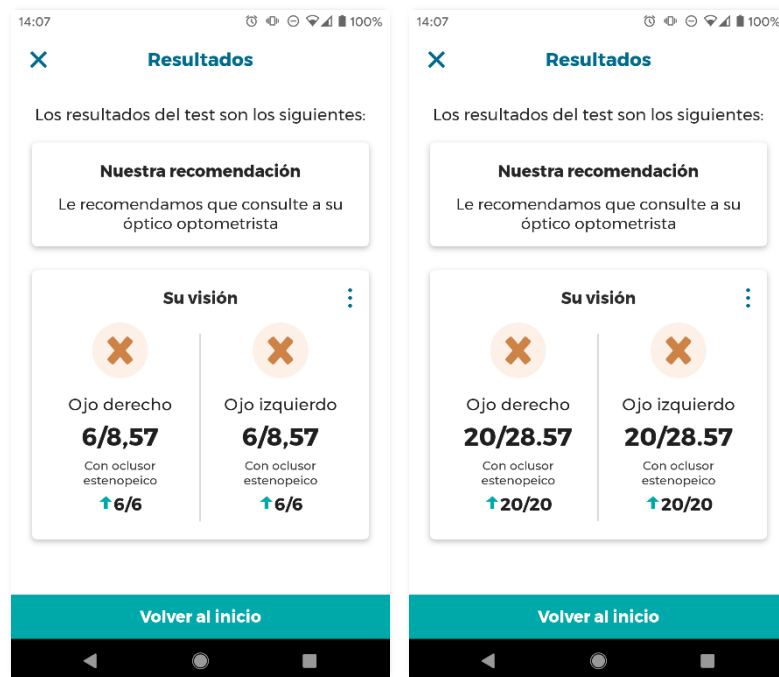 14:07
100%
Resultados
Los resultados del test son los siguientes:
Nuestra recomendación
Le recomendamos que consulte a su
óptico optometrista
Su visión
Ojo derecho
6/8,57
Con oclusor
estenopeico
6/6
Ojo izquierdo
6/8,57
Con oclusor
estenopeico
6/6
Volver al inicio
14:07
100%
Resultados
Los resultados del test son los siguientes:
Nuestra recomendación
Le recomendamos que consulte a su
óptico optometrista
Su visión
Ojo derecho
20/28.57
Con oclusor
estenopeico
20/20
Ojo izquierdo
20/28.57
Con oclusor
estenopeico
20/20
Volver al inicio